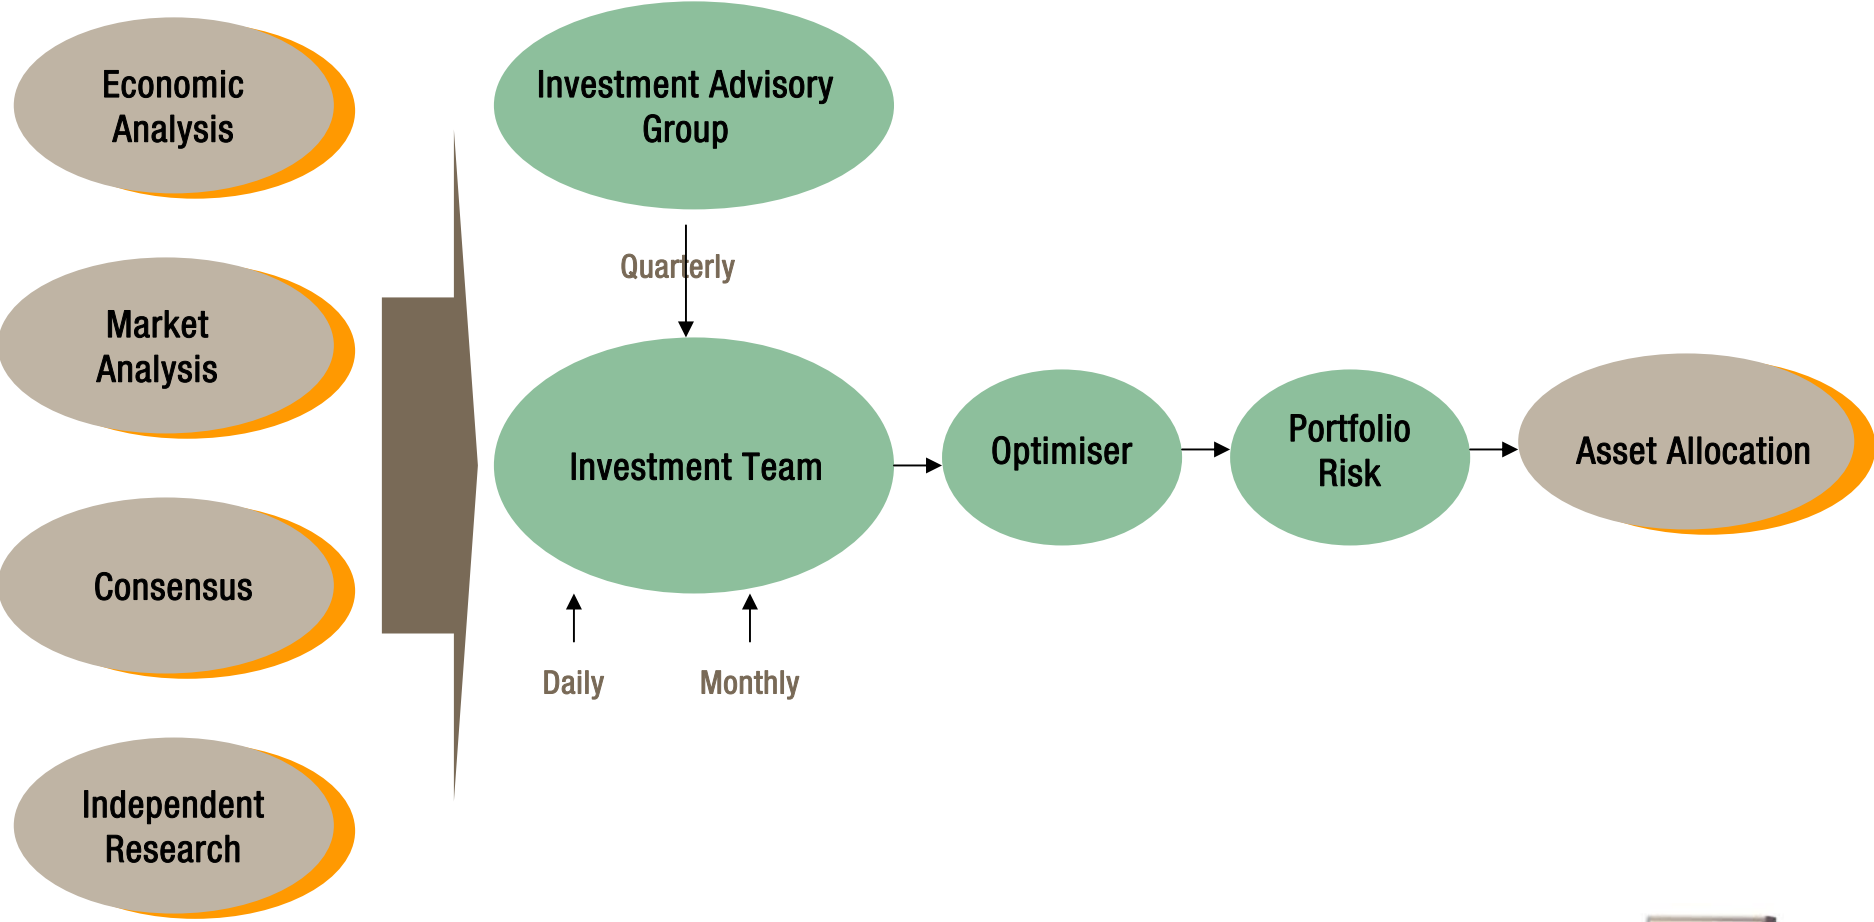 Economic
Analysis
Market
Analysis
Consensus
Independent
Research
Investment Advisory
Group
Quarterly
Investment Team
Daily
Monthly
Optimiser
Portfolio
Risk
Asset Allocation